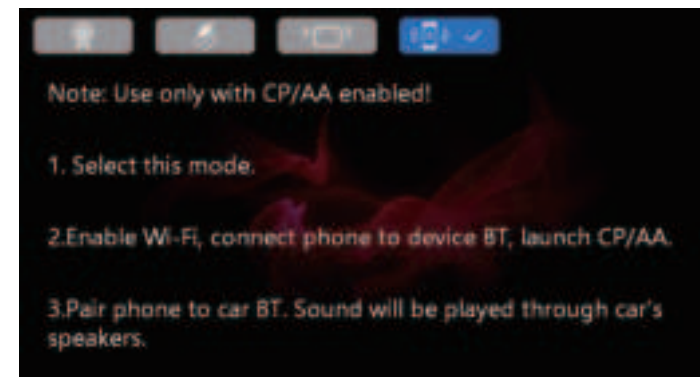 Note: Use only with CP/AA enabled!
1. Select this mode.
2.Enable Wi-Fi, connect phone to device BT, launch CP/AA.
3.Pair phone to car BT. Sound will be played through car's
speakers.